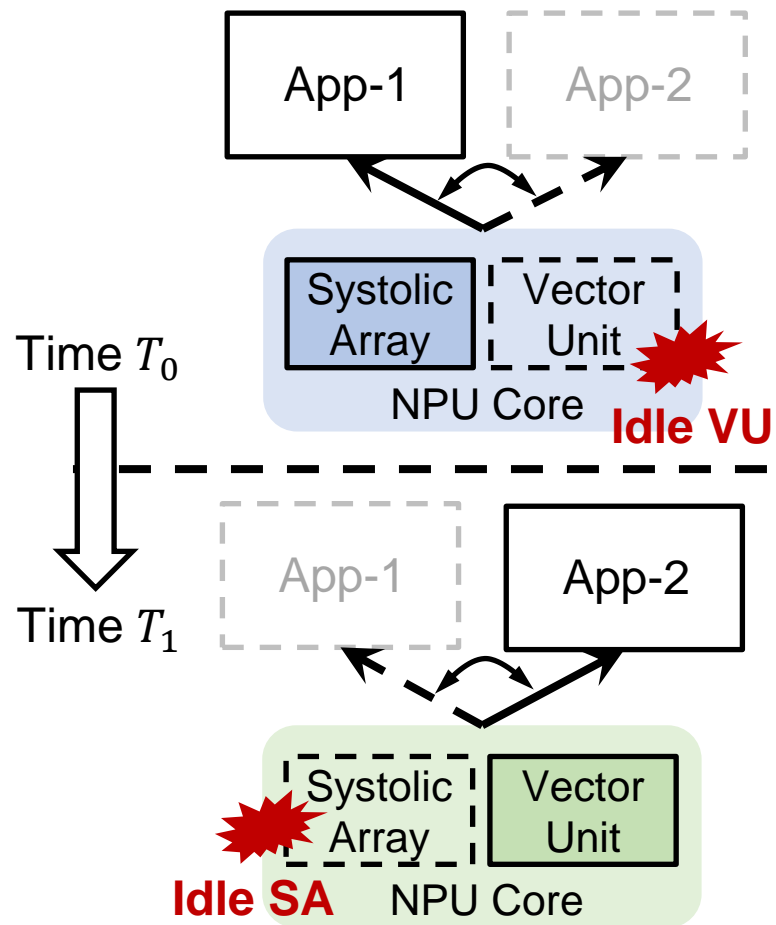 App-1
App-2
Systolic
Array
Vector
Unit
Time T₀
NPU Core
Idle VU
App-1
App-2
Time T₁
Systolic
Array
Vector
Unit
Idle SA
NPU Core